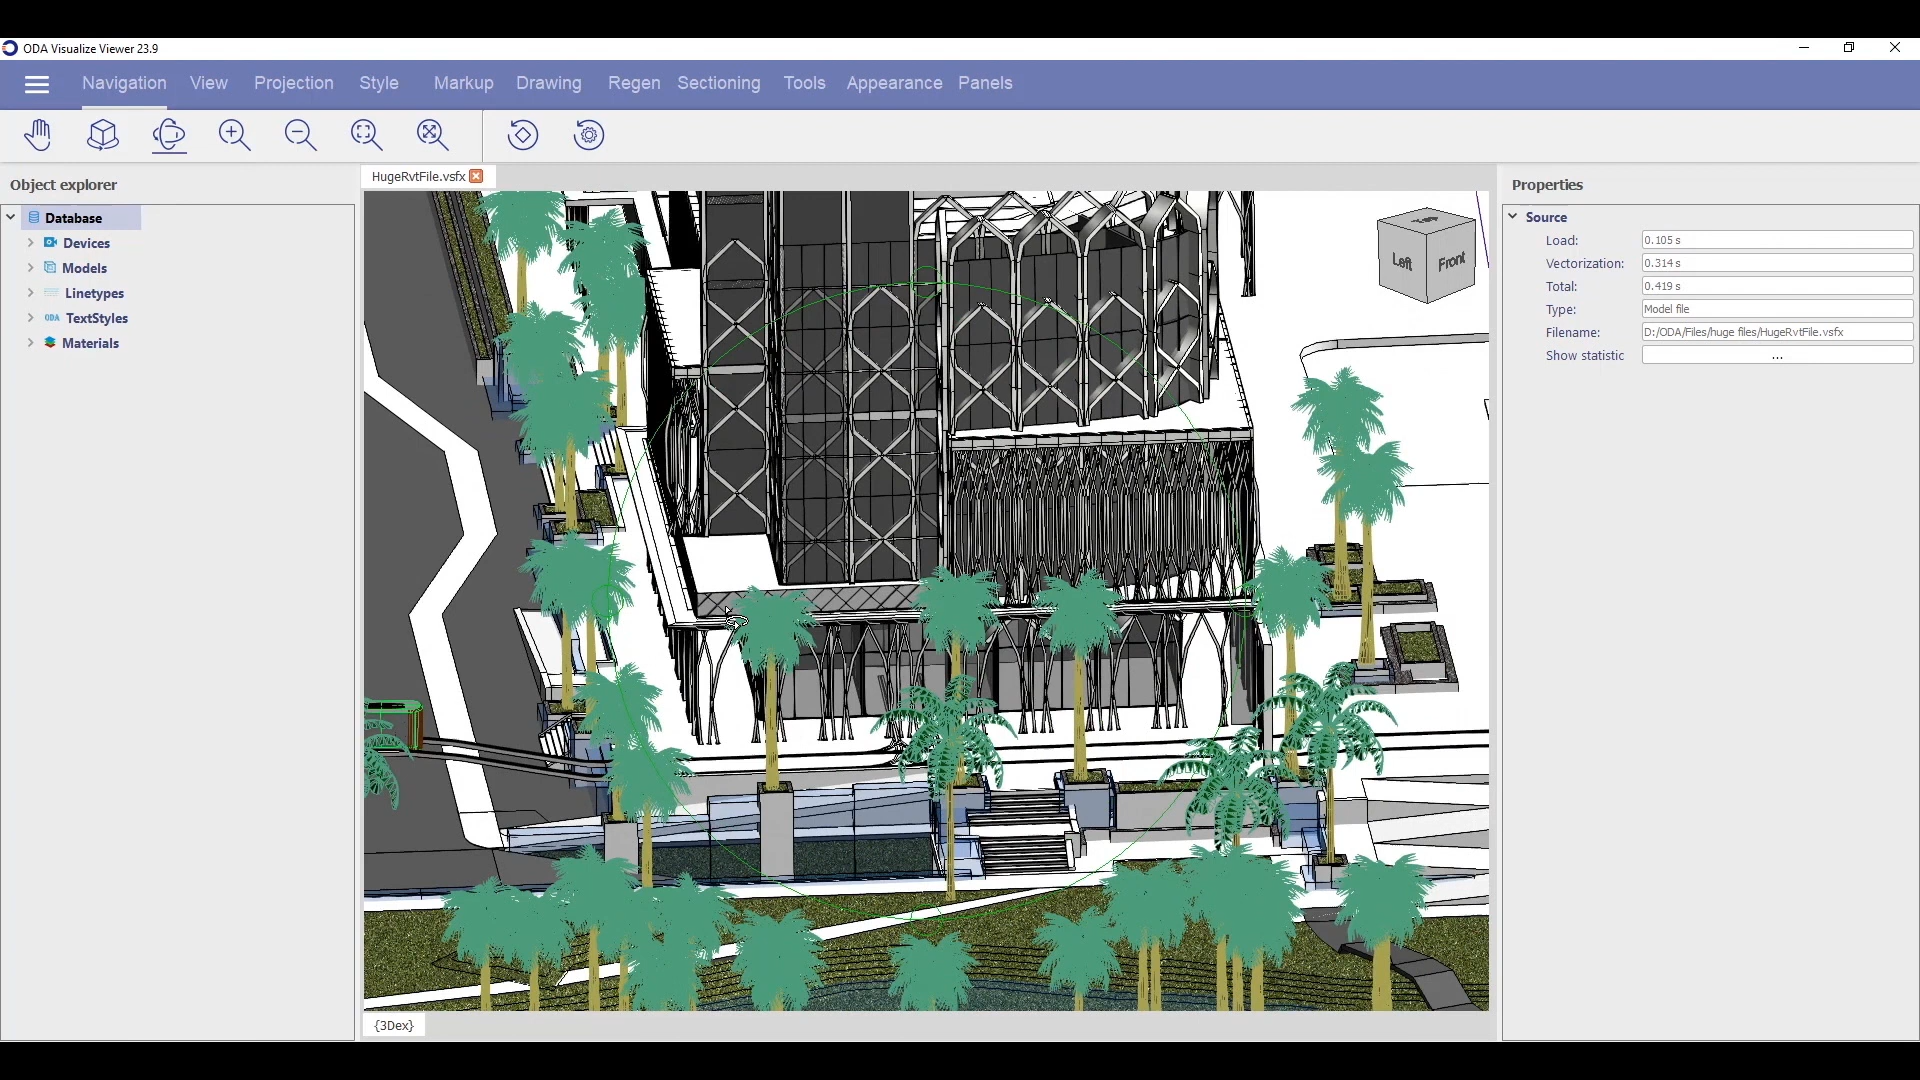 ODA Visualize Viewer 23.9
Navigation View Projection Style Markup Drawing Regen Sectioning Tools Appearance Panels
Object explorer
Database
Devices
Models
Linetypes
ODA TextStyles
Materials
HugeRvtFile.vsfx
Left Front
{3Dex}
Properties
Source
Load: 0.105 s
Vectorization: 0.314 s
Total: 0.419 s
Type: Model file
Filename: D:/ODA/Files/huge files/HugeRvtFile.vsfx
Show statistic ...